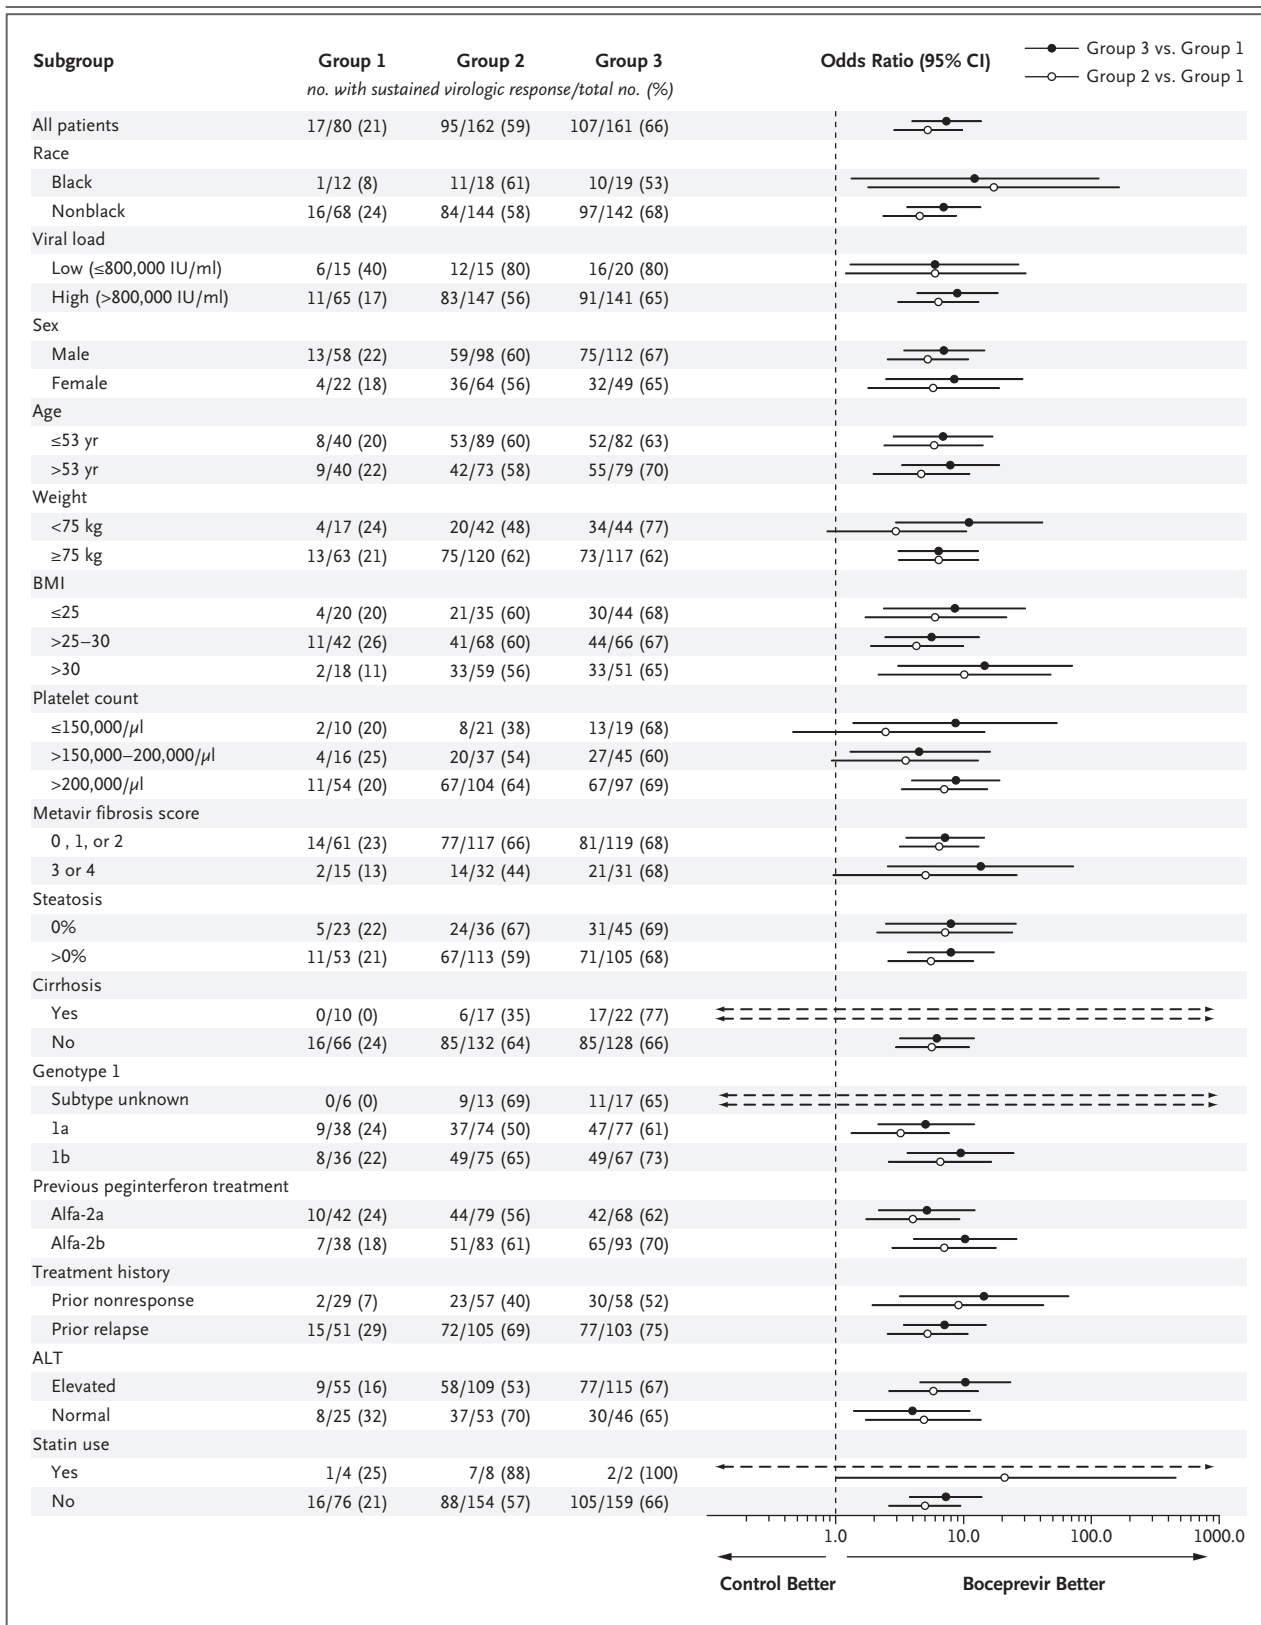 Subgroup Group 1 Group 2 Group 3 Odds Ratio (95% CI) Group 3 vs. Group 1
Group 2 vs. Group 1
no. with sustained virologic response/total no. (%)
All patients 17/80 (21) 95/162 (59) 107/161 (66)
Race
Black 1/12 (8) 11/18 (61) 10/19 (53)
Nonblack 16/68 (24) 84/144 (58) 97/142 (68)
Viral load
Low (≤800,000 IU/ml) 6/15 (40) 12/15 (80) 16/20 (80)
High (>800,000 IU/ml) 11/65 (17) 83/147 (56) 91/141 (65)
Sex
Male 13/58 (22) 59/98 (60) 75/112 (67)
Female 4/22 (18) 36/64 (56) 32/49 (65)
Age
≤53 yr 8/40 (20) 53/89 (60) 52/82 (63)
>53 yr 9/40 (22) 42/73 (58) 55/79 (70)
Weight
<75 kg 4/17 (24) 20/42 (48) 34/44 (77)
≥75 kg 13/63 (21) 75/120 (62) 73/117 (62)
BMI
≤25 4/20 (20) 21/35 (60) 30/44 (68)
>25–30 11/42 (26) 41/68 (60) 44/66 (67)
>30 2/18 (11) 33/59 (56) 33/51 (65)
Platelet count
≤150,000/μl 2/10 (20) 8/21 (38) 13/19 (68)
>150,000–200,000/μl 4/16 (25) 20/37 (54) 27/45 (60)
>200,000/μl 11/54 (20) 67/104 (64) 67/97 (69)
Metavir fibrosis score
0 , 1, or 2 14/61 (23) 77/117 (66) 81/119 (68)
3 or 4 2/15 (13) 14/32 (44) 21/31 (68)
Steatosis
0% 5/23 (22) 24/36 (67) 31/45 (69)
>0% 11/53 (21) 67/113 (59) 71/105 (68)
Cirrhosis
Yes 0/10 (0) 6/17 (35) 17/22 (77)
No 16/66 (24) 85/132 (64) 85/128 (66)
Genotype 1
Subtype unknown 0/6 (0) 9/13 (69) 11/17 (65)
1a 9/38 (24) 37/74 (50) 47/77 (61)
1b 8/36 (22) 49/75 (65) 49/67 (73)
Previous peginterferon treatment
Alfa-2a 10/42 (24) 44/79 (56) 42/68 (62)
Alfa-2b 7/38 (18) 51/83 (61) 65/93 (70)
Treatment history
Prior nonresponse 2/29 (7) 23/57 (40) 30/58 (52)
Prior relapse 15/51 (29) 72/105 (69) 77/103 (75)
ALT
Elevated 9/55 (16) 58/109 (53) 77/115 (67)
Normal 8/25 (32) 37/53 (70) 30/46 (65)
Statin use
Yes 1/4 (25) 7/8 (88) 2/2 (100)
No 16/76 (21) 88/154 (57) 105/159 (66)
1.0 10.0 100.0 1000.0
Control Better Boceprevir Better